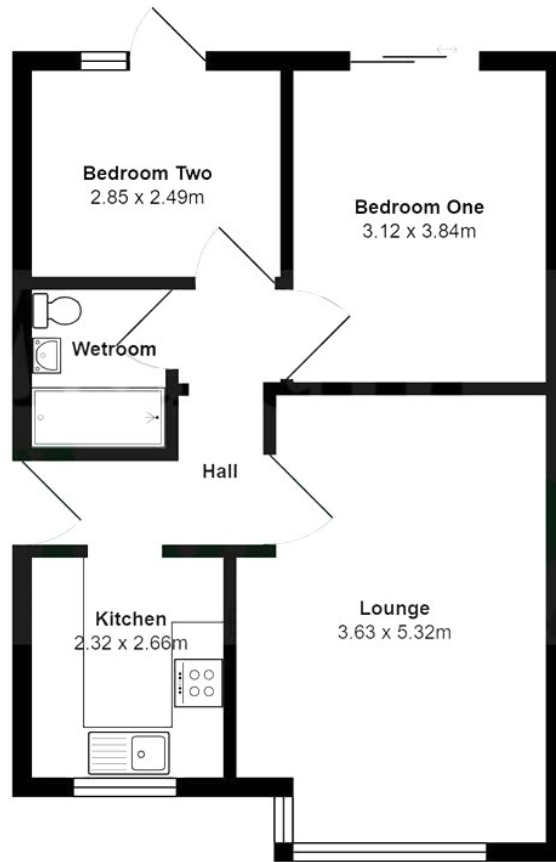 Bedroom Two
2.85 x 2.49m
Bedroom One
3.12 x 3.84m
Wetroom
Hall
Kitchen
2.32 x 2.66m
Lounge
3.63 x 5.32m